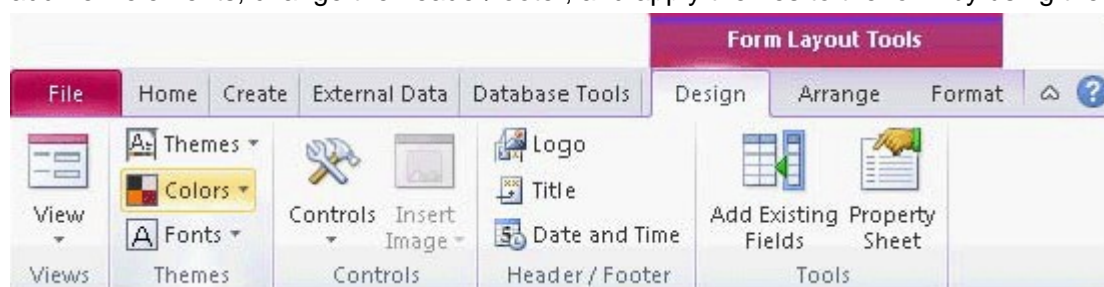 Form Layout Tools
File Home Create External Data Database Tools Design Arrange Format
Themes Logo
Colors Title
View Controls Insert Image Add Existing Fields Property Sheet
Fonts Date and Time
Views Themes Controls Header / Footer Tools